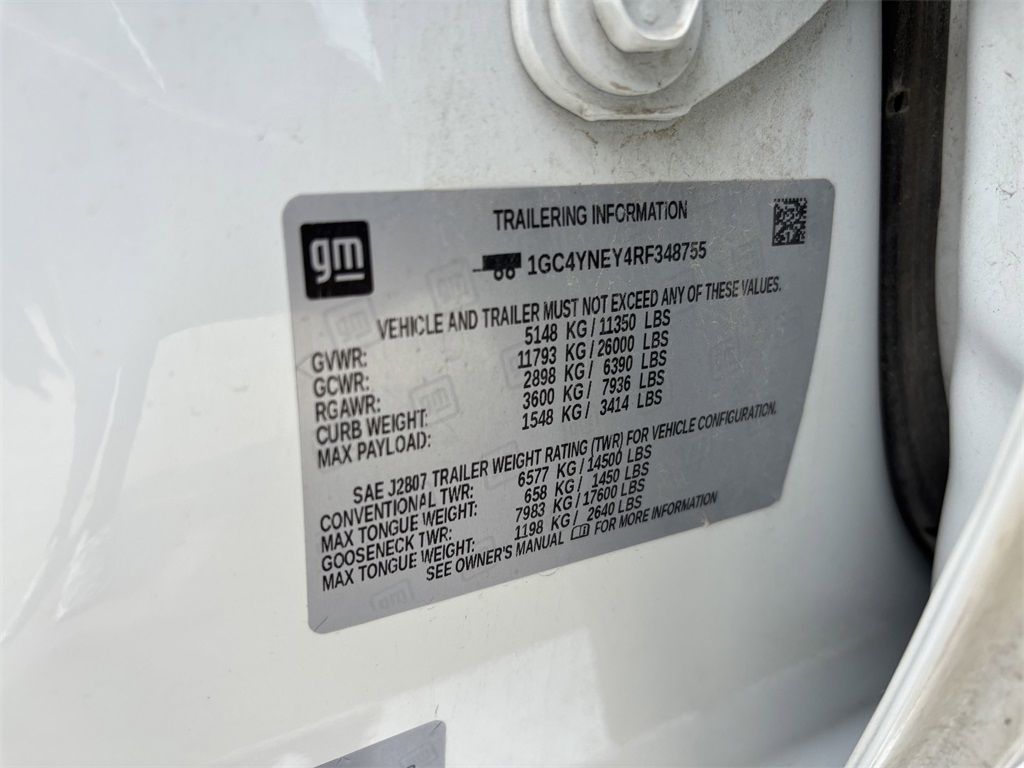 gm
TRAILERING INFORMATION
1GC4YNEY4RF348755
VEHICLE AND TRAILER MUST NOT EXCEED ANY OF THESE VALUES.
GVWR: 5148 KG / 11350 LBS
GCWR: 11793 KG / 26000 LBS
RGAWR: 2898 KG / 6390 LBS
CURB WEIGHT: 3600 KG / 7936 LBS
MAX PAYLOAD: 1548 KG / 3414 LBS
SAE J2807 TRAILER WEIGHT RATING (TWR) FOR VEHICLE CONFIGURATION.
CONVENTIONAL TWR: 6577 KG / 14500 LBS
MAX TONGUE WEIGHT: 658 KG / 1450 LBS
GOOSENECK TWR: 7983 KG / 17600 LBS
MAX TONGUE WEIGHT: 1198 KG / 2640 LBS
SEE OWNER'S MANUAL FOR MORE INFORMATION